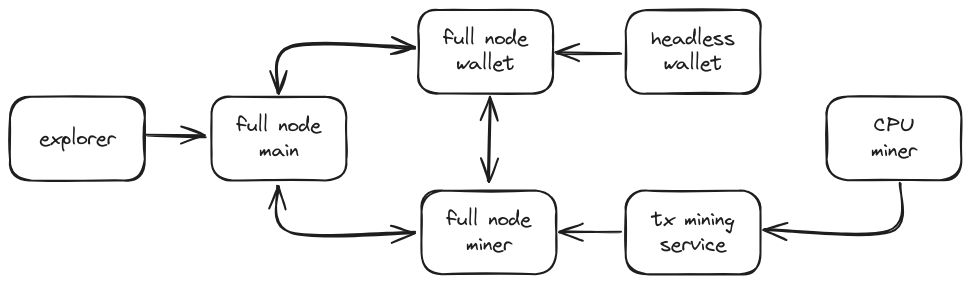 full node
wallet
headless
wallet
explorer
full node
main
CPU
miner
full node
miner
tx mining
service